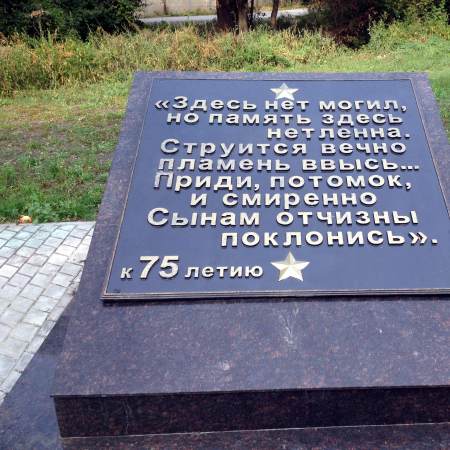 «Здесь нет могил,
но память здесь
нетленна.
Струится вечно
пламень ввысь...
Приди, потомок,
и смиренно
Сынам отчизны
поклонись».
к 75 летию